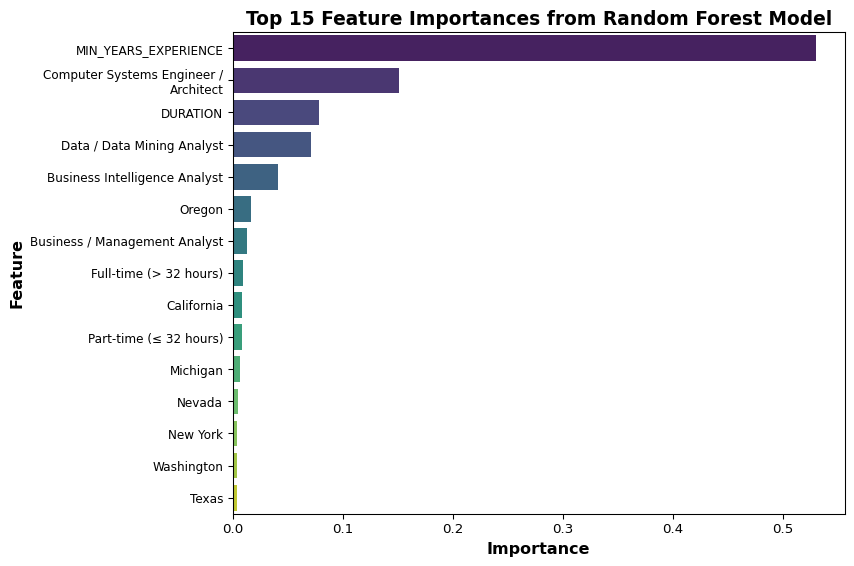 Top 15 Feature Importances from Random Forest Model
MIN_YEARS_EXPERIENCE
Computer Systems Engineer /
Architect
DURATION
Data / Data Mining Analyst
Business Intelligence Analyst
Oregon
Business / Management Analyst
Full-time (> 32 hours)
California
Part-time (≤ 32 hours)
Michigan
Nevada
New York
Washington
Texas
Feature
0.0 0.1 0.2 0.3 0.4 0.5
Importance